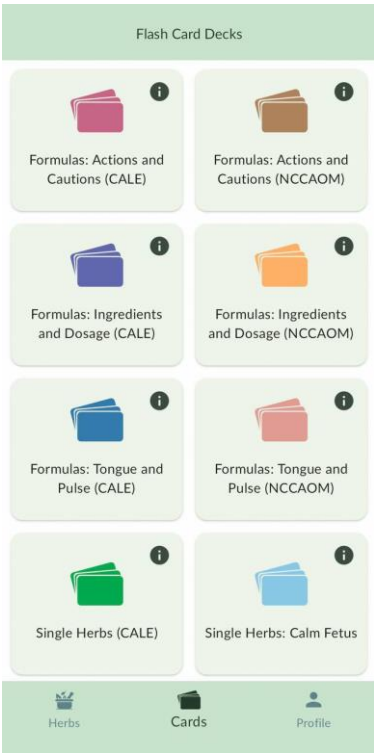 Flash Card Decks
Formulas: Actions and
Cautions (CALE)
Formulas: Actions and
Cautions (NCCAOM)
Formulas: Ingredients
and Dosage (CALE)
Formulas: Ingredients
and Dosage (NCCAOM)
Formulas: Tongue and
Pulse (CALE)
Formulas: Tongue and
Pulse (NCCAOM)
Single Herbs (CALE)
Single Herbs: Calm Fetus
Herbs
Cards
Profile